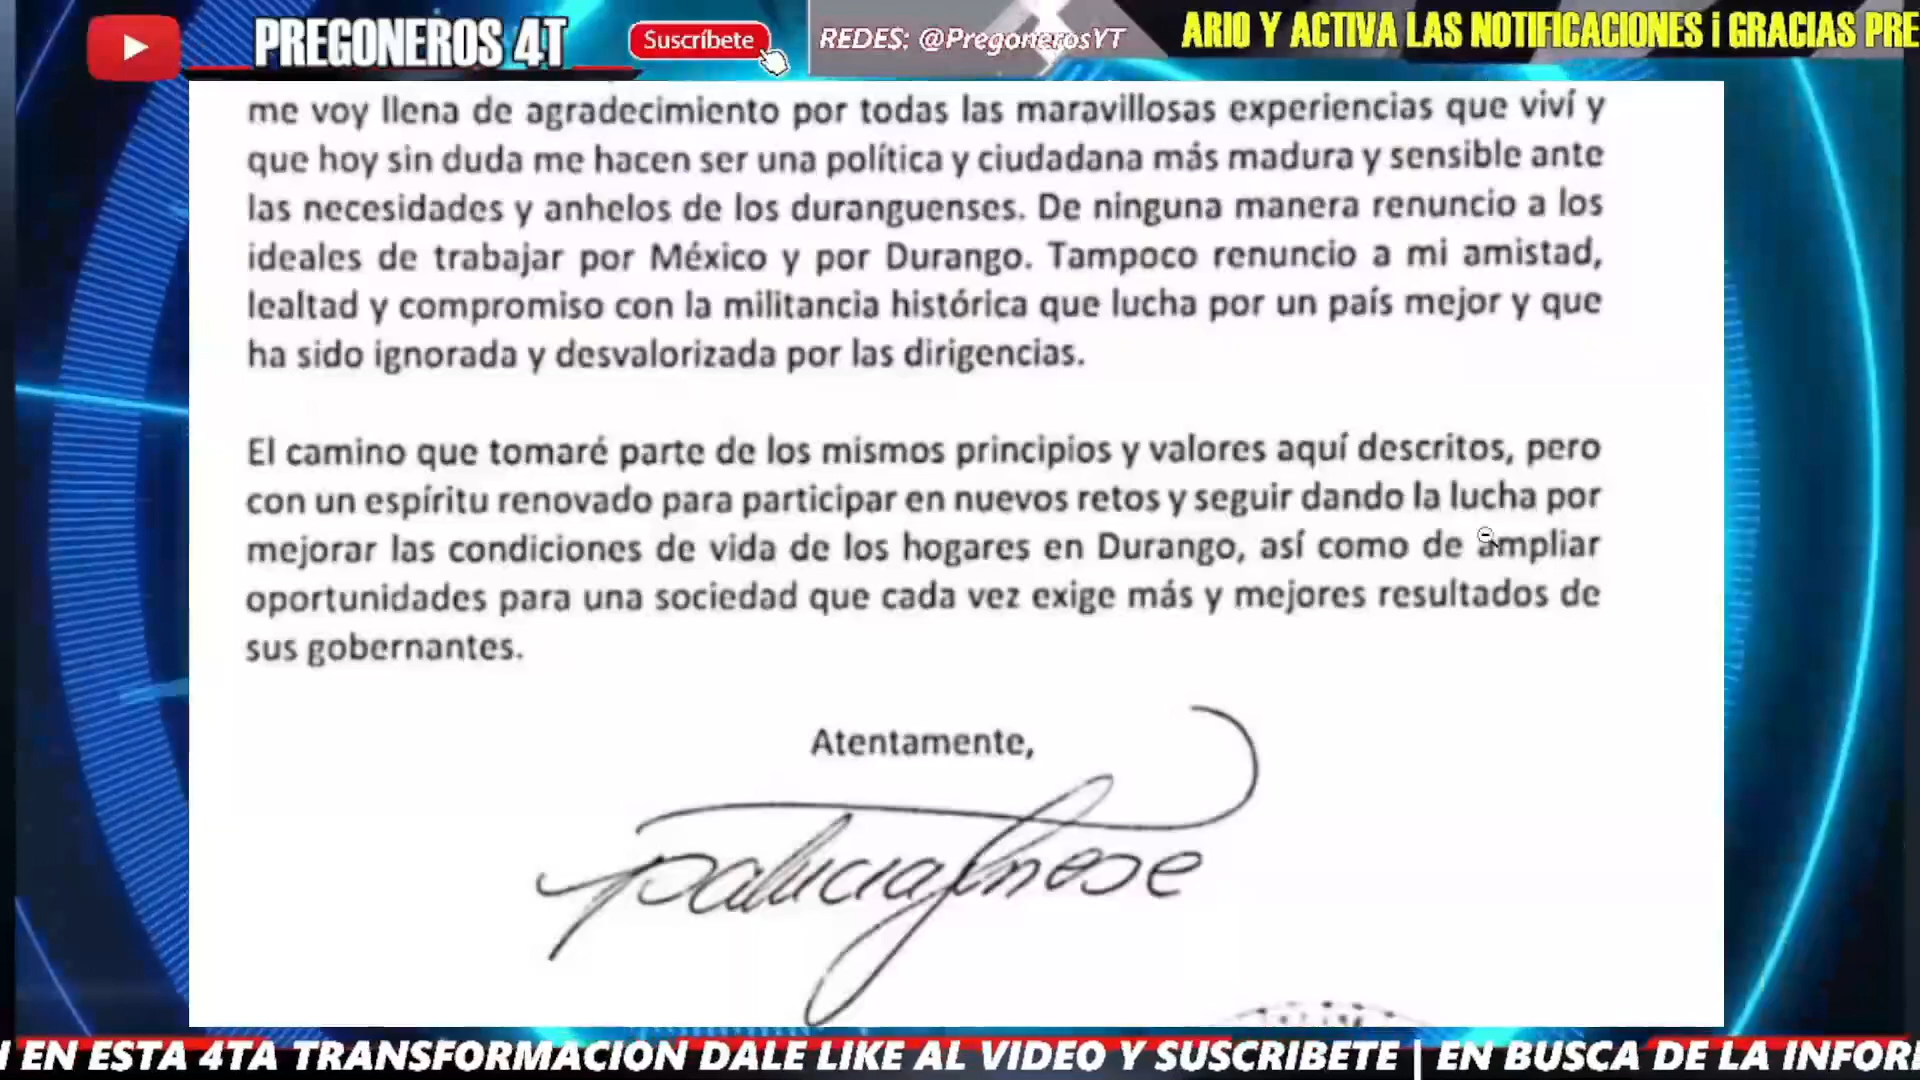 PREGONEROS 4T
Suscríbete
REDES: @PregonerosYT
ARIO Y ACTIVA LAS NOTIFICACIONES ¡ GRACIAS PRE
me voy llena de agradecimiento por todas las maravillosas experiencias que viví y
que hoy sin duda me hacen ser una política y ciudadana más madura y sensible ante
las necesidades y anhelos de los duranguenses. De ninguna manera renuncio a los
ideales de trabajar por México y por Durango. Tampoco renuncio a mi amistad,
lealtad y compromiso con la militancia histórica que lucha por un país mejor y que
ha sido ignorada y desvalorizada por las dirigencias.
El camino que tomaré parte de los mismos principios y valores aquí descritos, pero
con un espíritu renovado para participar en nuevos retos y seguir dando la lucha por
mejorar las condiciones de vida de los hogares en Durango, así como de ampliar
oportunidades para una sociedad que cada vez exige más y mejores resultados de
sus gobernantes.
Atentamente,
EN ESTA 4TA TRANSFORMACION DALE LIKE AL VIDEO Y SUSCRIBETE | EN BUSCA DE LA INFOR